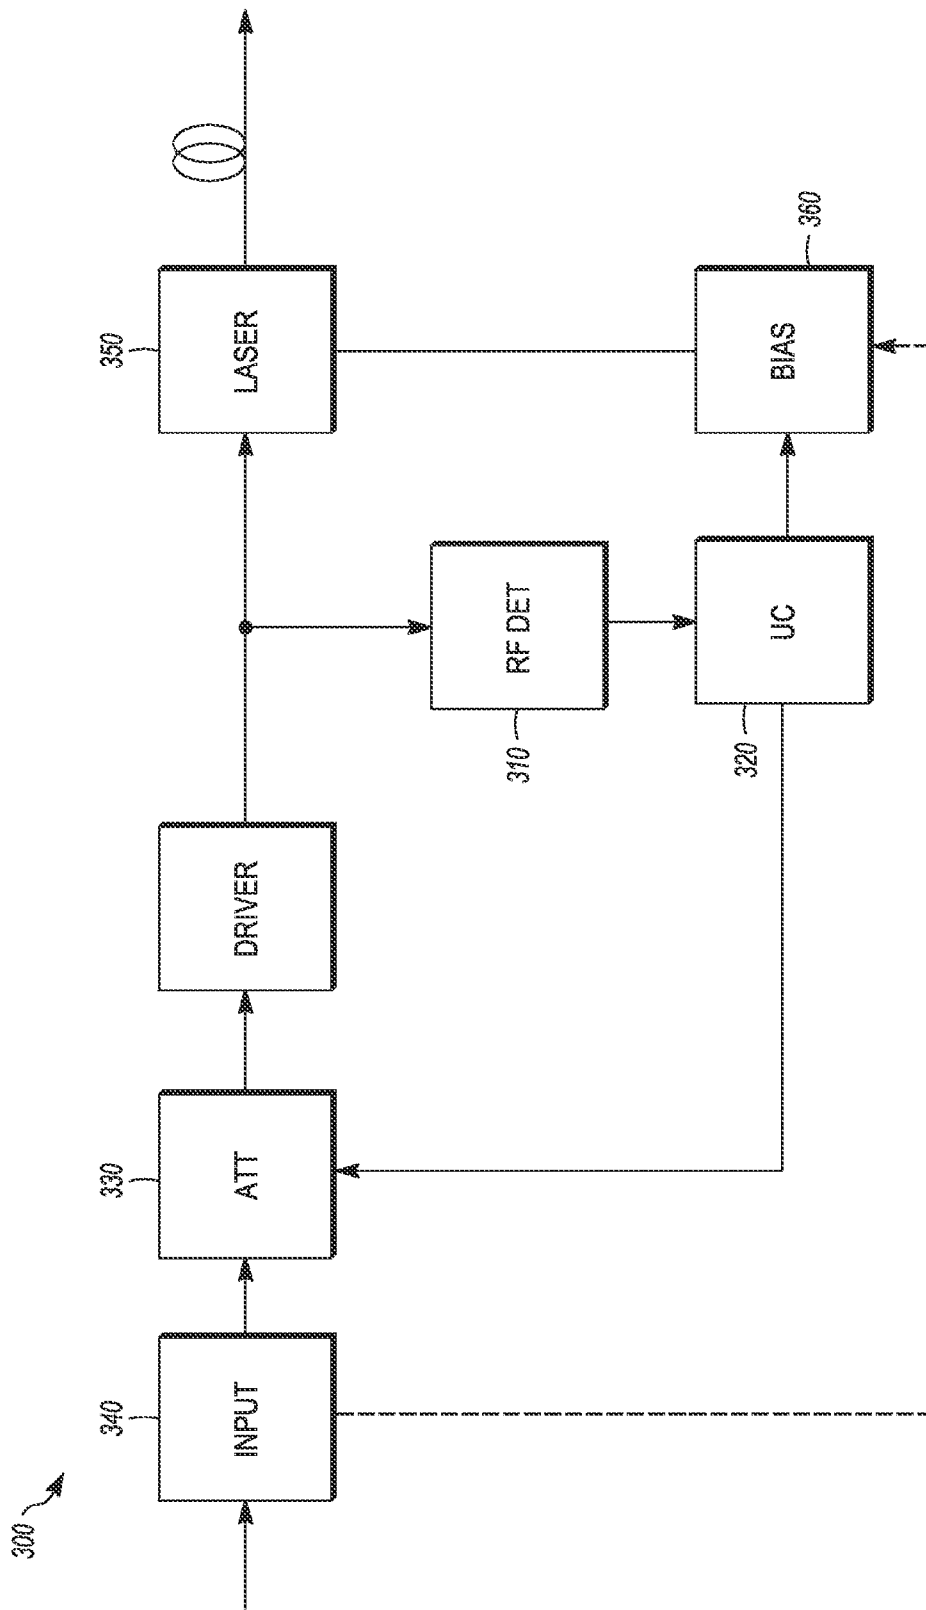 300
340
INPUT
330
ATT
DRIVER
310
RF DET
320
UC
350
LASER
360
BIAS